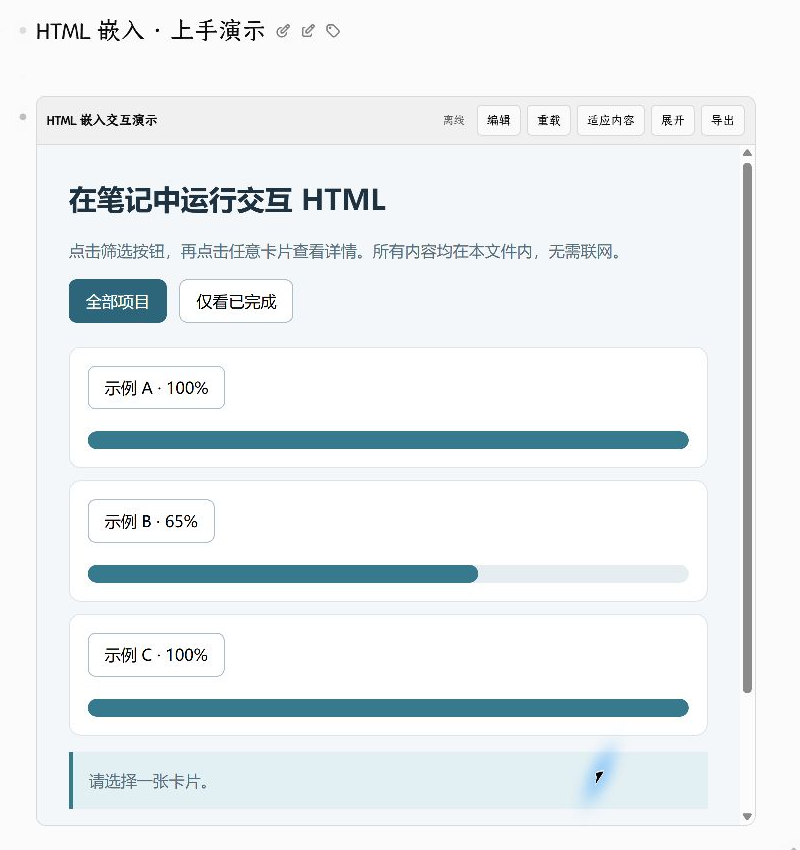 HTML 嵌入 · 上手演示
HTML 嵌入交互演示
离线
编辑
重载
适应内容
展开
导出
在笔记中运行交互 HTML
点击筛选按钮，再点击任意卡片查看详情。所有内容均在本文件内，无需联网。
全部项目
仅看已完成
示例 A · 100%
示例 B · 65%
示例 C · 100%
请选择一张卡片。